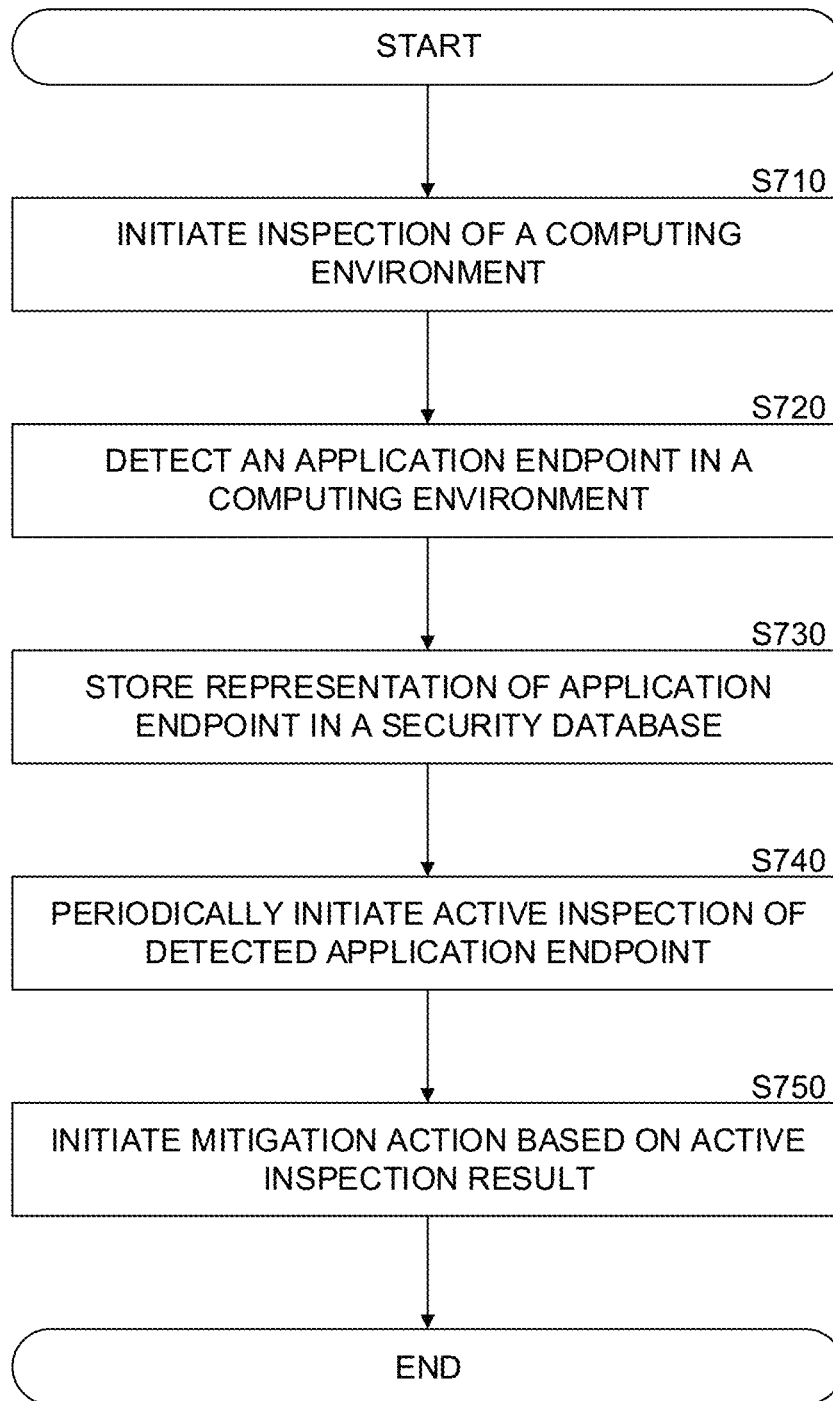 START
S710
INITIATE INSPECTION OF A COMPUTING
ENVIRONMENT
S720
DETECT AN APPLICATION ENDPOINT IN A
COMPUTING ENVIRONMENT
S730
STORE REPRESENTATION OF APPLICATION
ENDPOINT IN A SECURITY DATABASE
S740
PERIODICALLY INITIATE ACTIVE INSPECTION OF
DETECTED APPLICATION ENDPOINT
S750
INITIATE MITIGATION ACTION BASED ON ACTIVE
INSPECTION RESULT
END